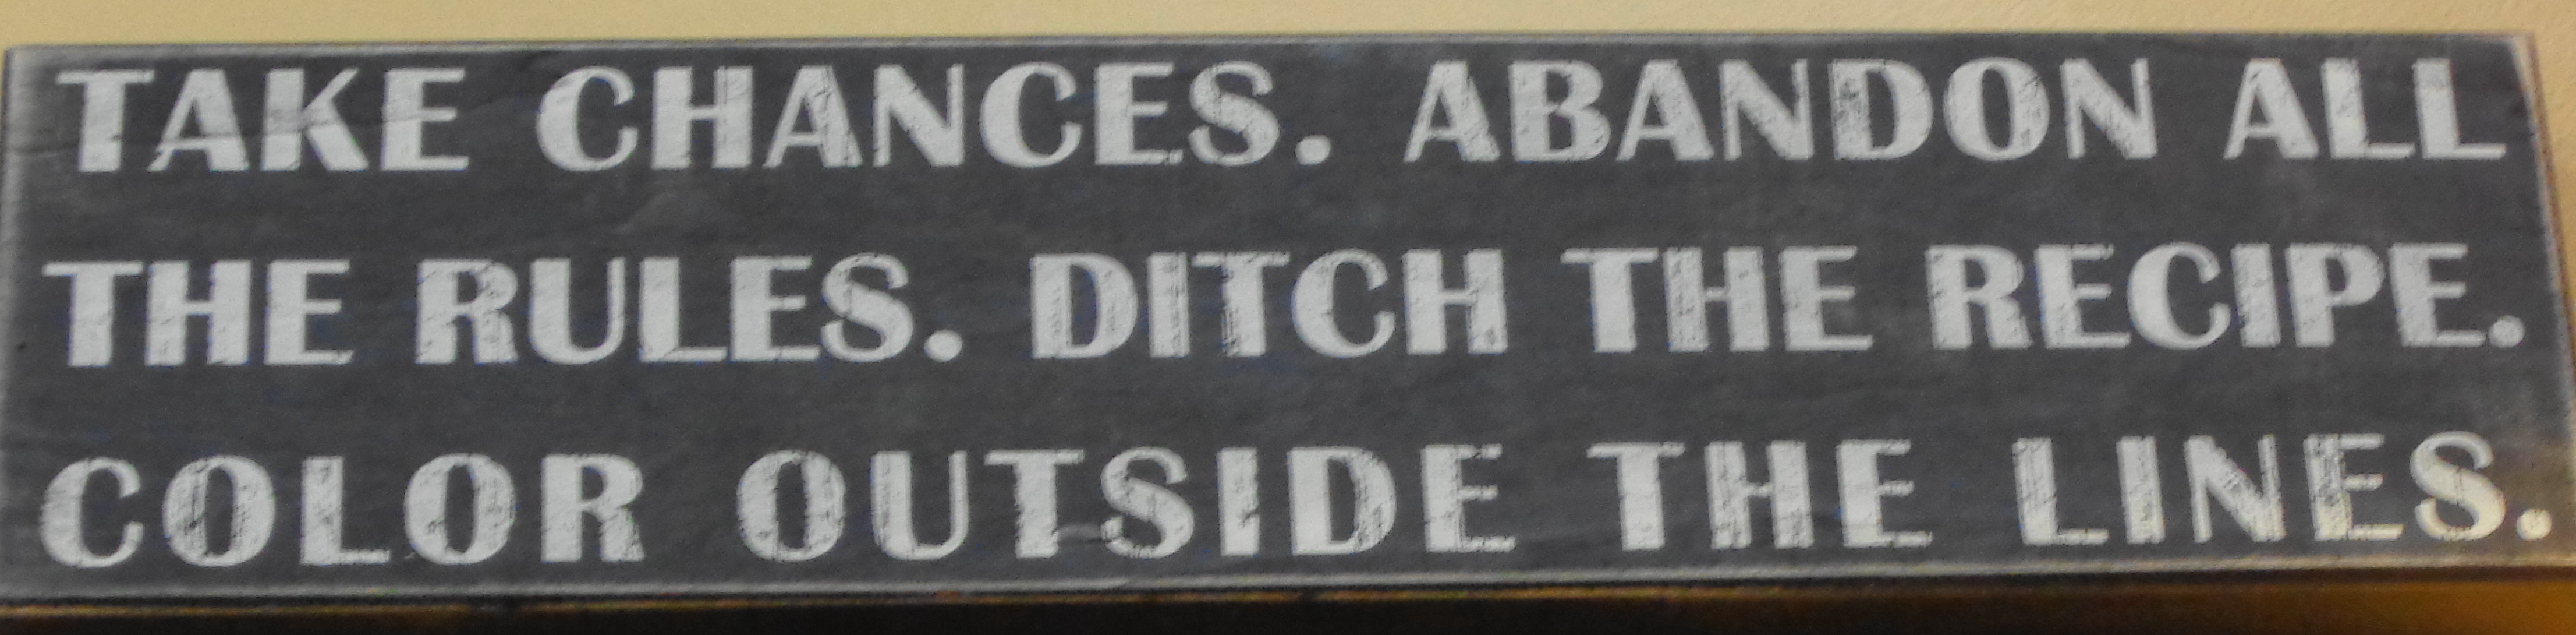 TAKE CHANCES. ABANDON ALL
THE RULES. DITCH THE RECIPE.
COLOR OUTSIDE THE LINES.